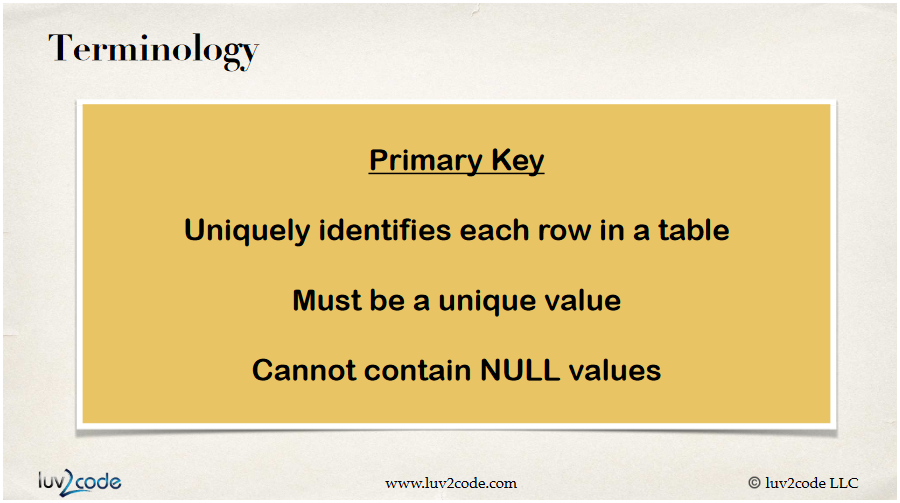 Terminology
Primary Key
Uniquely identifies each row in a table
Must be a unique value
Cannot contain NULL values
luv2code
www.luv2code.com
© luv2code LLC